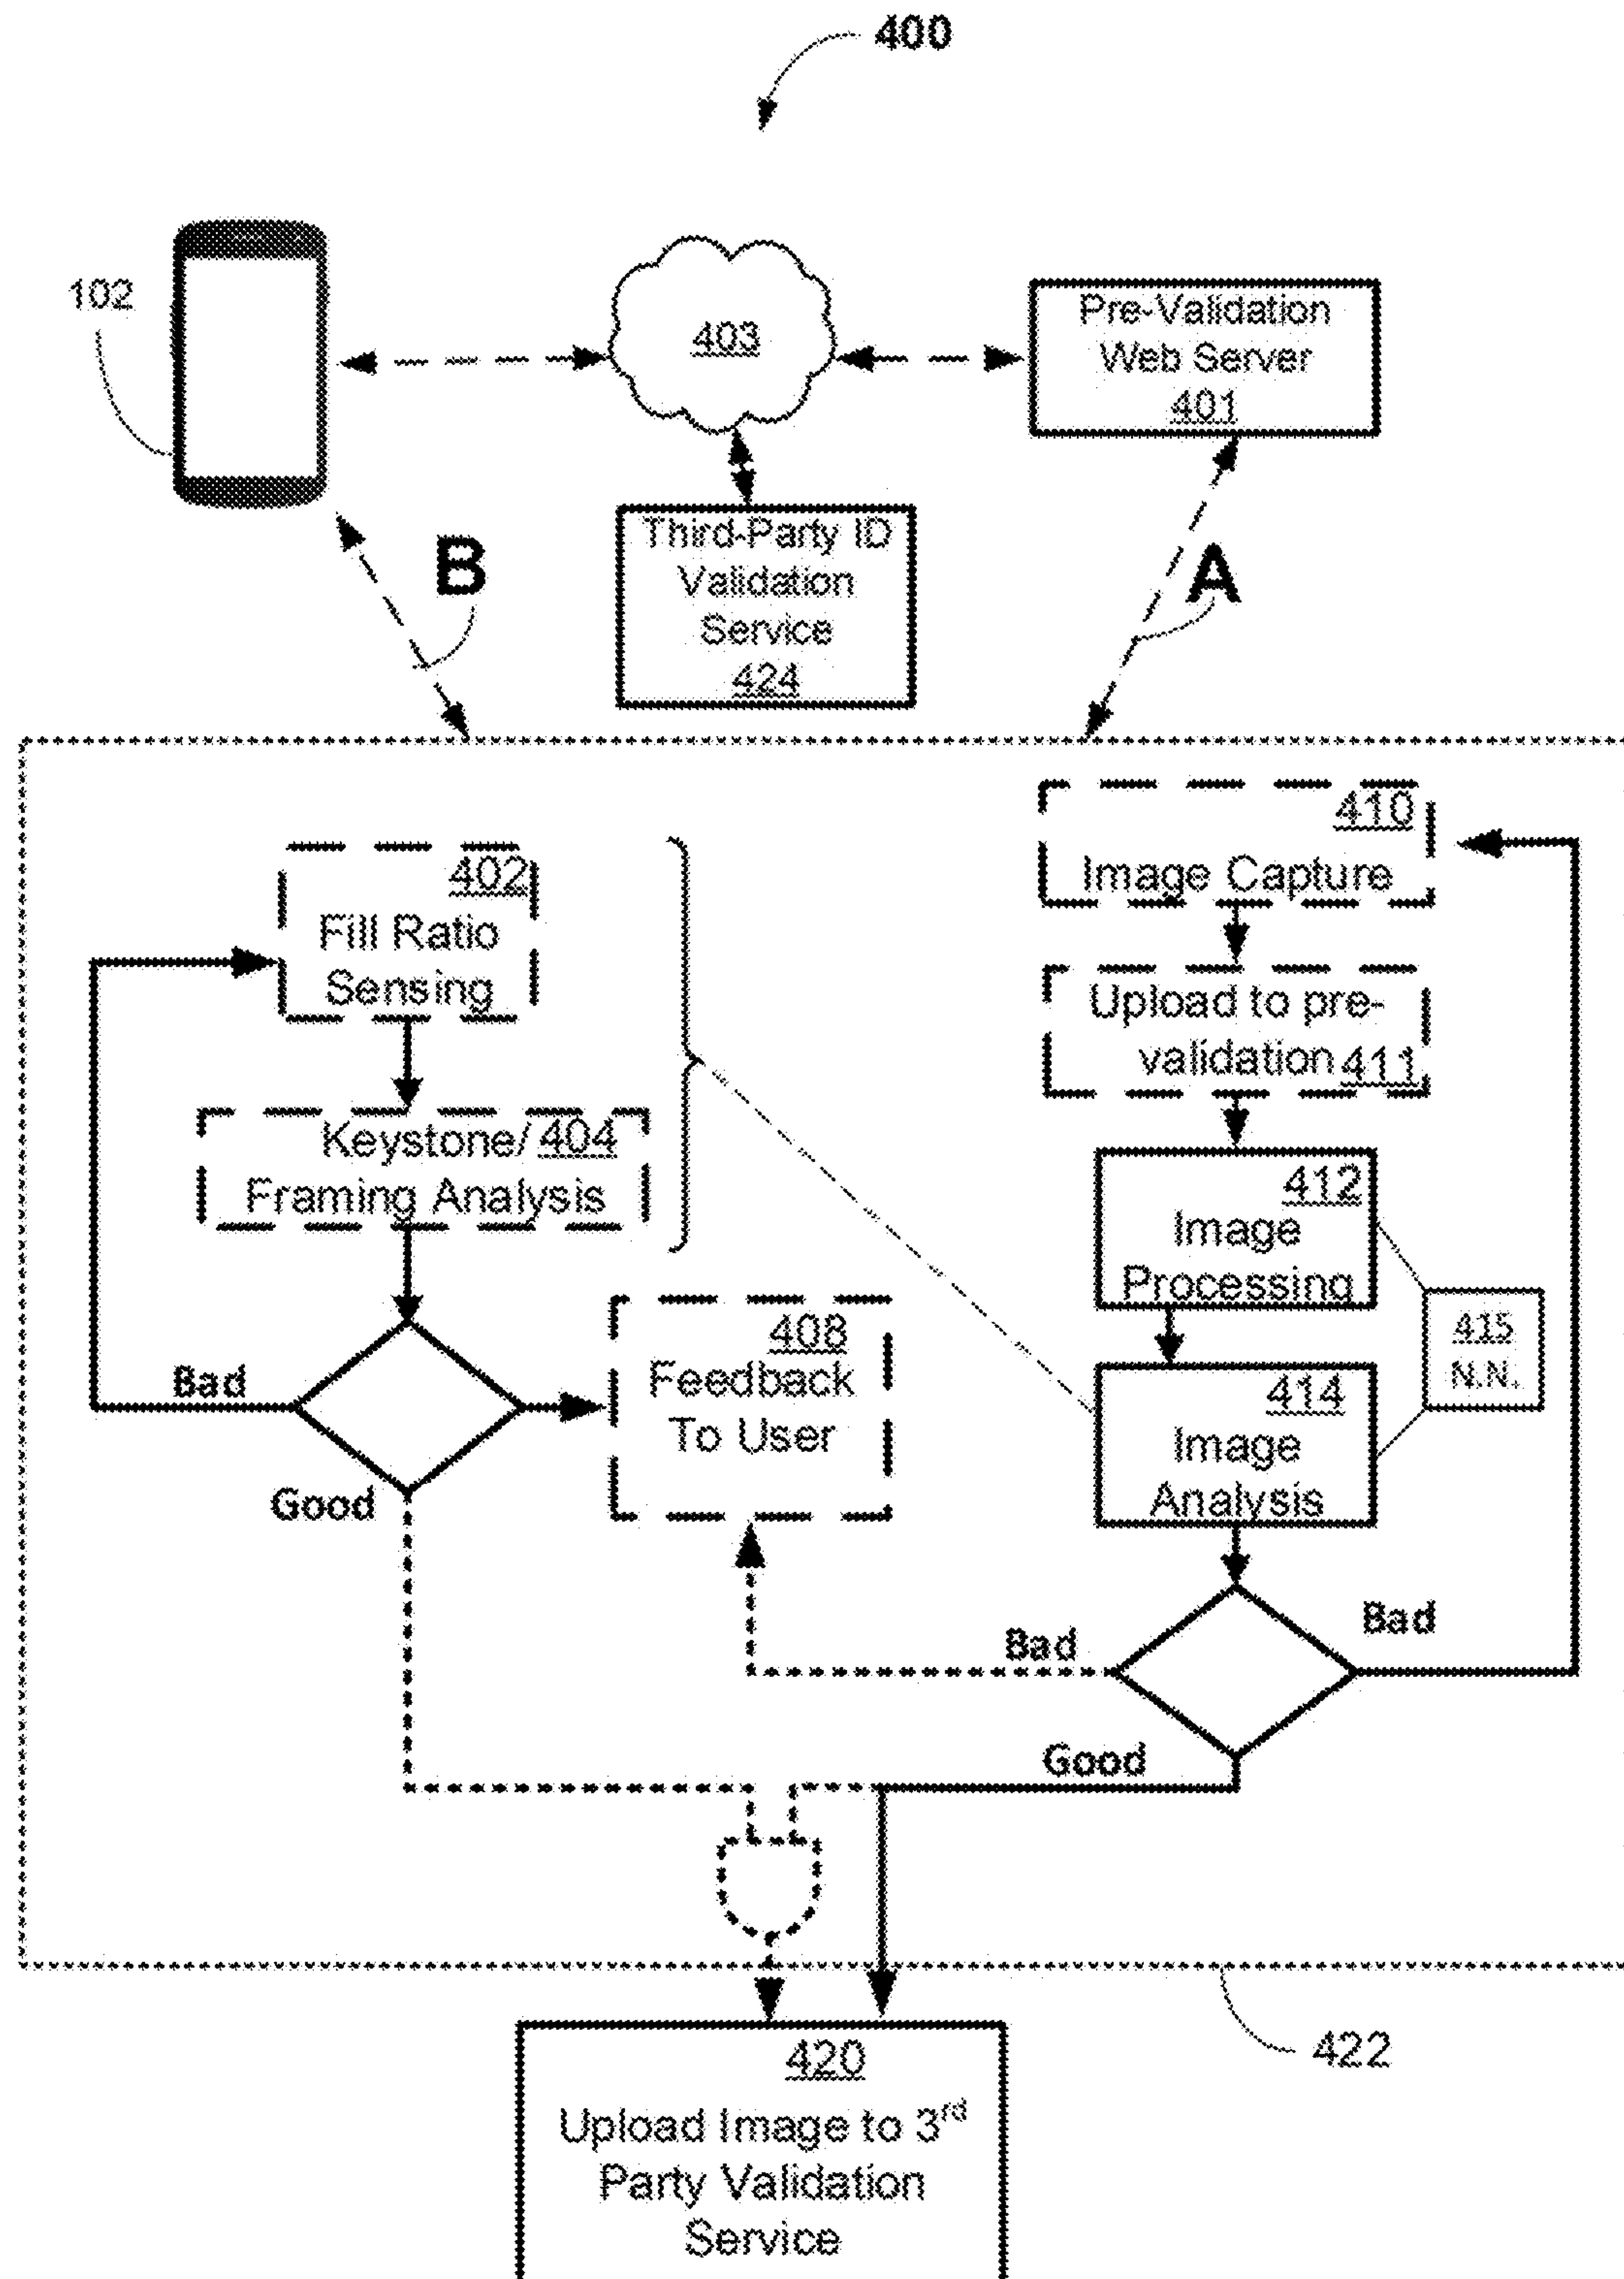 400
102
403
Pre-Validation
Web Server
401
B
Third-Party ID
Validation
Service
424
A
402
Fill Ratio
Sensing
Keystone/ 404
Framing Analysis
Bad
Good
408
Feedback
To User
410
Image Capture
Upload to pre-
validation 411
412
Image
Processing
415
N.N.
414
Image
Analysis
Bad
Bad
Good
420
Upload Image to 3rd
Party Validation
Service
422